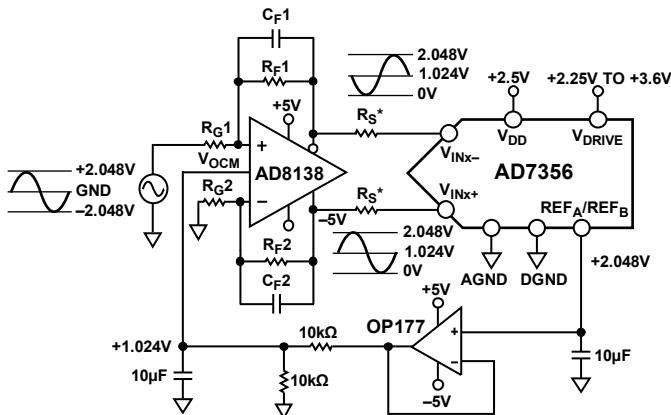 C_F1
R_F1
+5V
R_G1
V_OCM
+
AD8138
R_G2
−
−5V
R_F2
C_F2
+2.048V
GND
–2.048V
2.048V
1.024V
0V
R_S*
R_S*
2.048V
1.024V
0V
+2.5V
+2.25V TO +3.6V
V_DD
V_DRIVE
V_INx–
AD7356
V_INx+
REF_A/REF_B
AGND
DGND
+2.048V
+5V
OP177
+
–
–5V
10µF
10kΩ
10kΩ
+1.024V
10µF